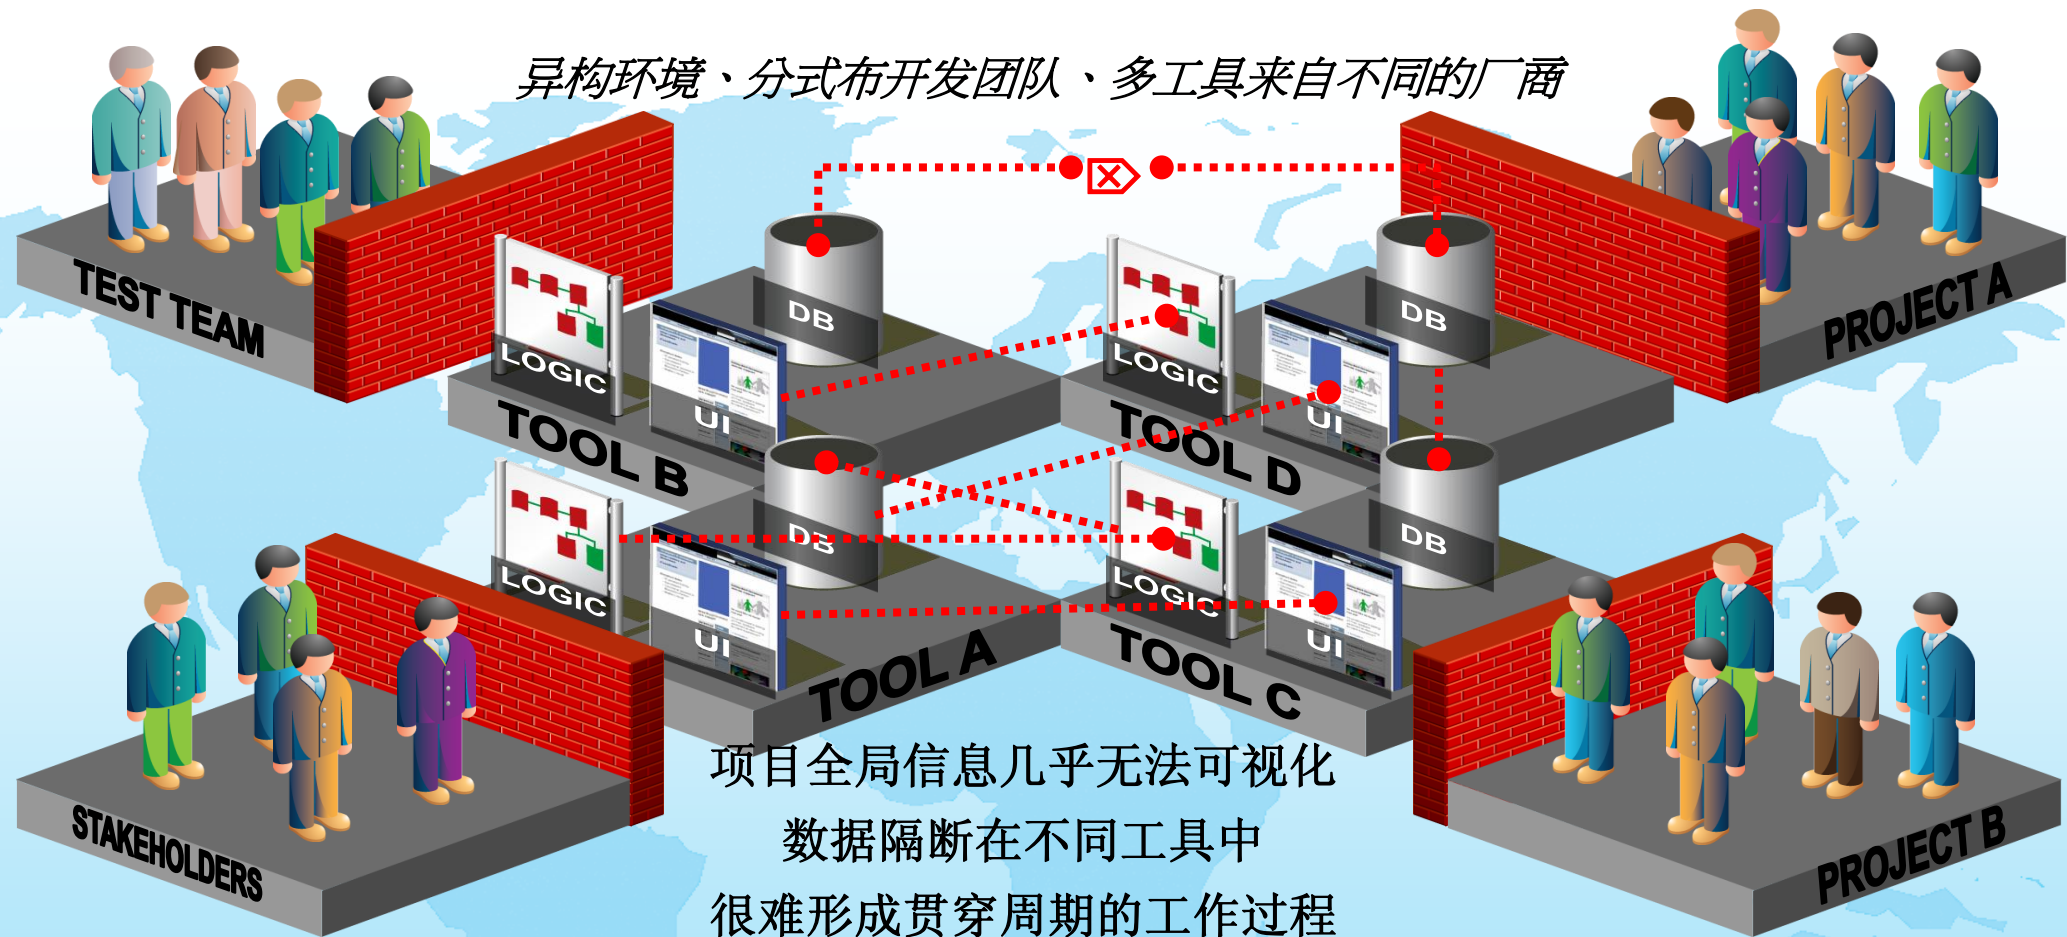 异构环境、分式布开发团队、多工具来自不同的厂商
TEST TEAM
PROJECT A
DB
LOGIC
UI
TOOL B
DB
LOGIC
UI
TOOL D
DB
LOGIC
UI
TOOL A
DB
LOGIC
UI
TOOL C
STAKEHOLDERS
PROJECT B
项目全局信息几乎无法可视化
数据隔断在不同工具中
很难形成贯穿周期的工作过程